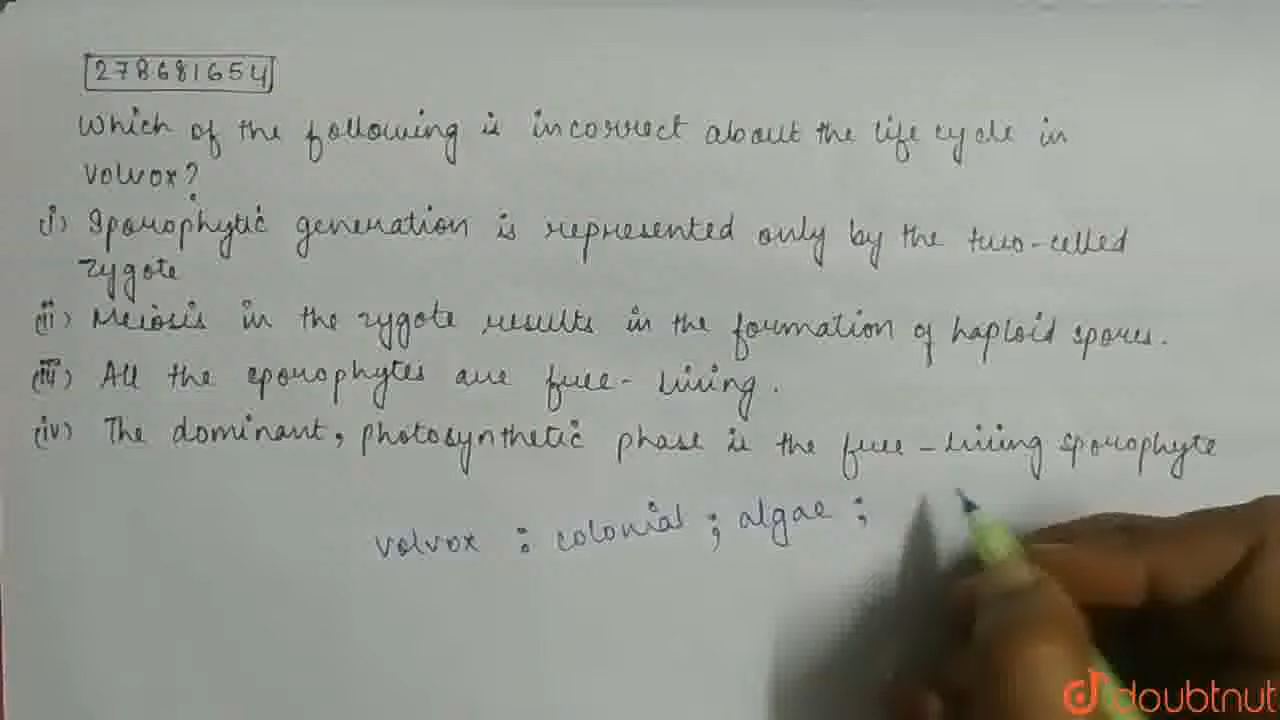 278681654
Which of the following is incorrect about the life cycle in
volvox?
(i) Sporophytic generation is represented only by the two-celled
zygote
(ii) Meiosis in the zygote results in the formation of haploid spores.
(iii) All the sporophytes are free-living.
(iv) The dominant, photosynthetic phase is the free-living sporophyte
volvox : colonial ; algae ;
doubtnut